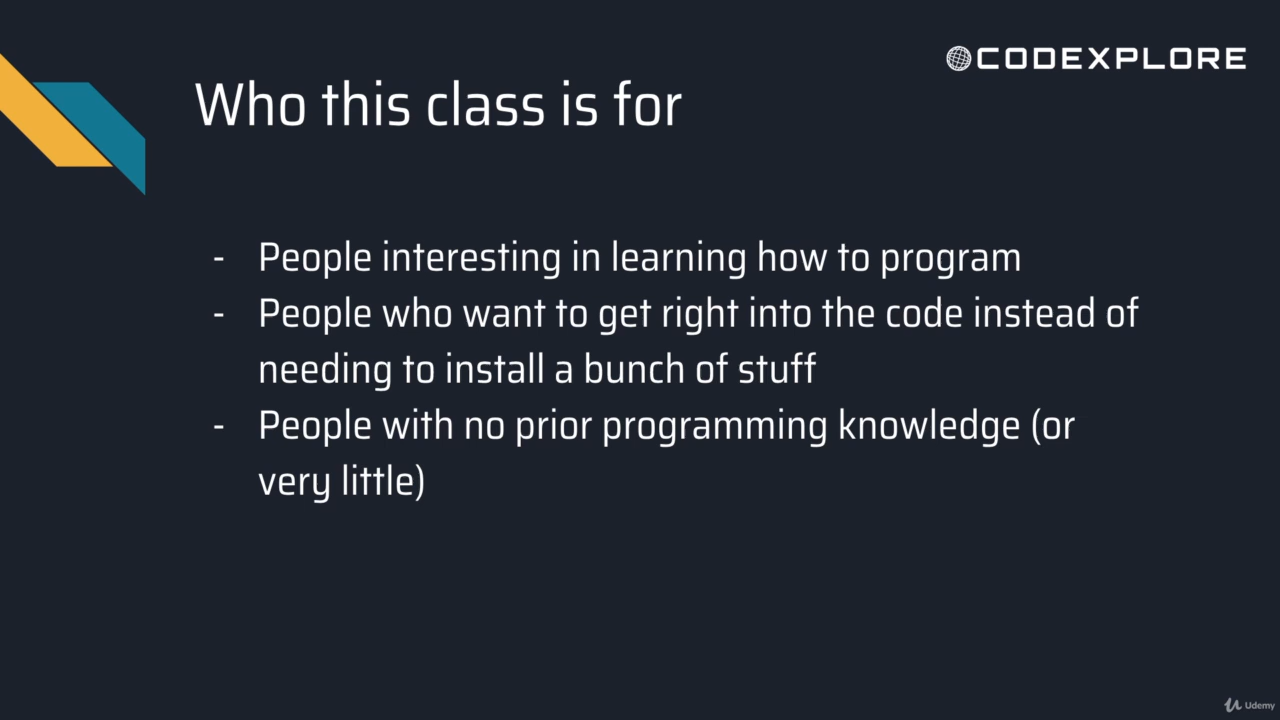 CODEXPLORE
Who this class is for
- People interesting in learning how to program
- People who want to get right into the code instead of
needing to install a bunch of stuff
- People with no prior programming knowledge (or
very little)
Udemy